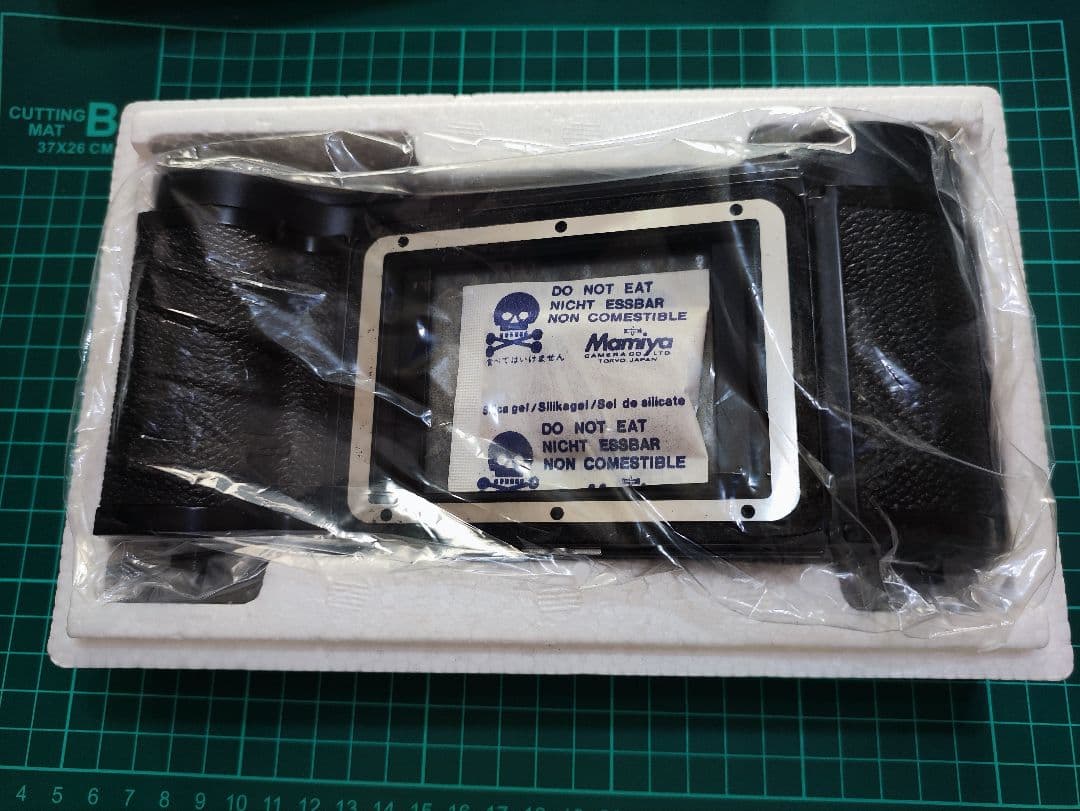 CUTTING B
MAT
37X26 CM
DO NOT EAT
NICHT ESSBAR
NON COMESTIBLE
食べてはいけません
Mamiya
CAMERA CO LTD
TOKYO, JAPAN
Silica gel/Silikagel/Sel de silicate
DO NOT EAT
NICHT ESSBAR
NON COMESTIBLE
4 5 6 7 8 9 10 11 12 13 14 15 16 17 18